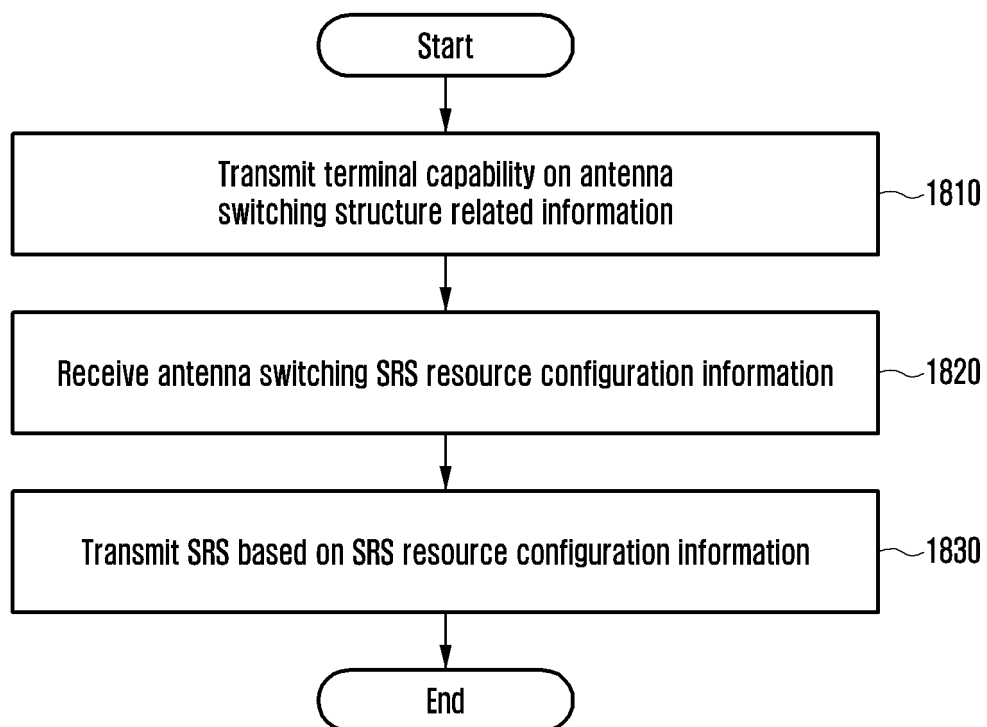 Start
Transmit terminal capability on antenna
switching structure related information
1810
Receive antenna switching SRS resource configuration information
1820
Transmit SRS based on SRS resource configuration information
1830
End